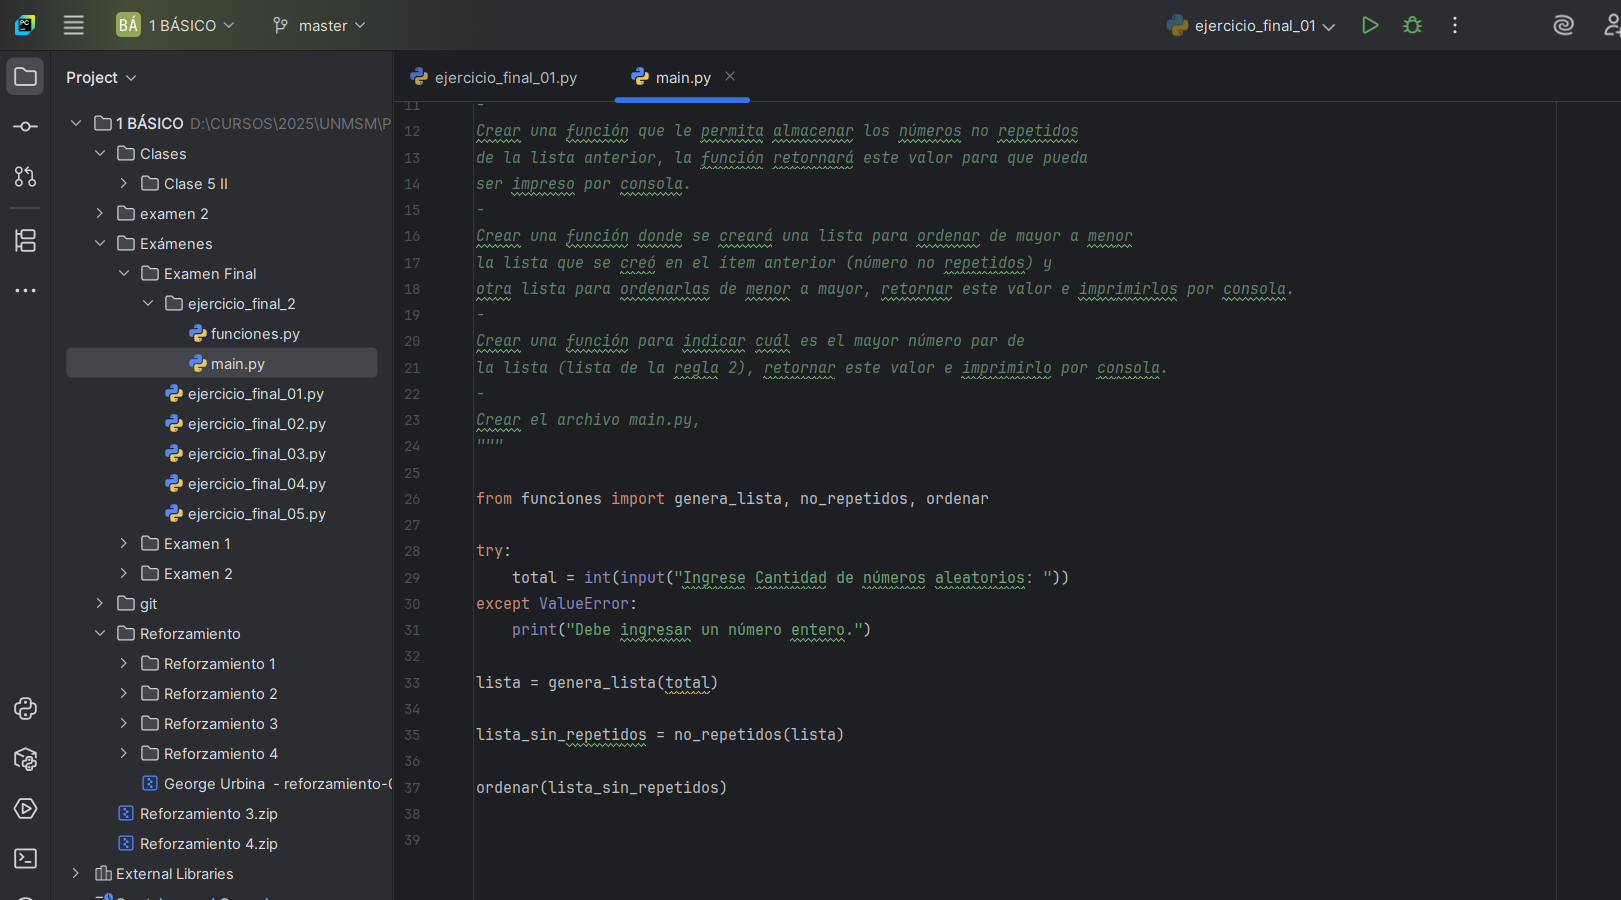 PC
BÁ 1 BÁSICO
master
ejercicio_final_01
Project
ejercicio_final_01.py
main.py
1 BÁSICO D:\CURSOS\2025\UNMSM\P
Clases
Clase 5 II
examen 2
Exámenes
Examen Final
ejercicio_final_2
funciones.py
main.py
ejercicio_final_01.py
ejercicio_final_02.py
ejercicio_final_03.py
ejercicio_final_04.py
ejercicio_final_05.py
Examen 1
Examen 2
git
Reforzamiento
Reforzamiento 1
Reforzamiento 2
Reforzamiento 3
Reforzamiento 4
George Urbina - reforzamiento-
Reforzamiento 3.zip
Reforzamiento 4.zip
External Libraries
11 -
12 Crear una función que le permita almacenar los números no repetidos
13 de la lista anterior, la función retornará este valor para que pueda
14 ser impreso por consola.
15 -
16 Crear una función donde se creará una lista para ordenar de mayor a menor
17 la lista que se creó en el ítem anterior (número no repetidos) y
18 otra lista para ordenarlas de menor a mayor, retornar este valor e imprimirlos por consola.
19 -
20 Crear una función para indicar cuál es el mayor número par de
21 la lista (lista de la regla 2), retornar este valor e imprimirlo por consola.
22 -
23 Crear el archivo main.py,
24 """
25
26 from funciones import genera_lista, no_repetidos, ordenar
27
28 try:
29 total = int(input("Ingrese Cantidad de números aleatorios: "))
30 except ValueError:
31 print("Debe ingresar un número entero.")
32
33 lista = genera_lista(total)
34
35 lista_sin_repetidos = no_repetidos(lista)
36
37 ordenar(lista_sin_repetidos)
38
39